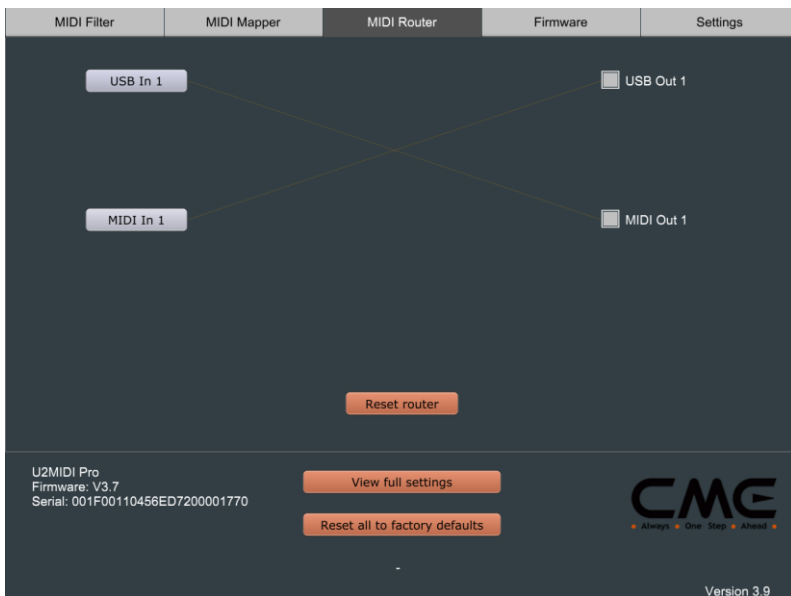 MIDI Filter
MIDI Mapper
MIDI Router
Firmware
Settings
USB In 1
USB Out 1
MIDI In 1
MIDI Out 1
Reset router
U2MIDI Pro
Firmware: V3.7
Serial: 001F00110456ED7200001770
View full settings
Reset all to factory defaults
CME
Always One Step Ahead
-
Version 3.9